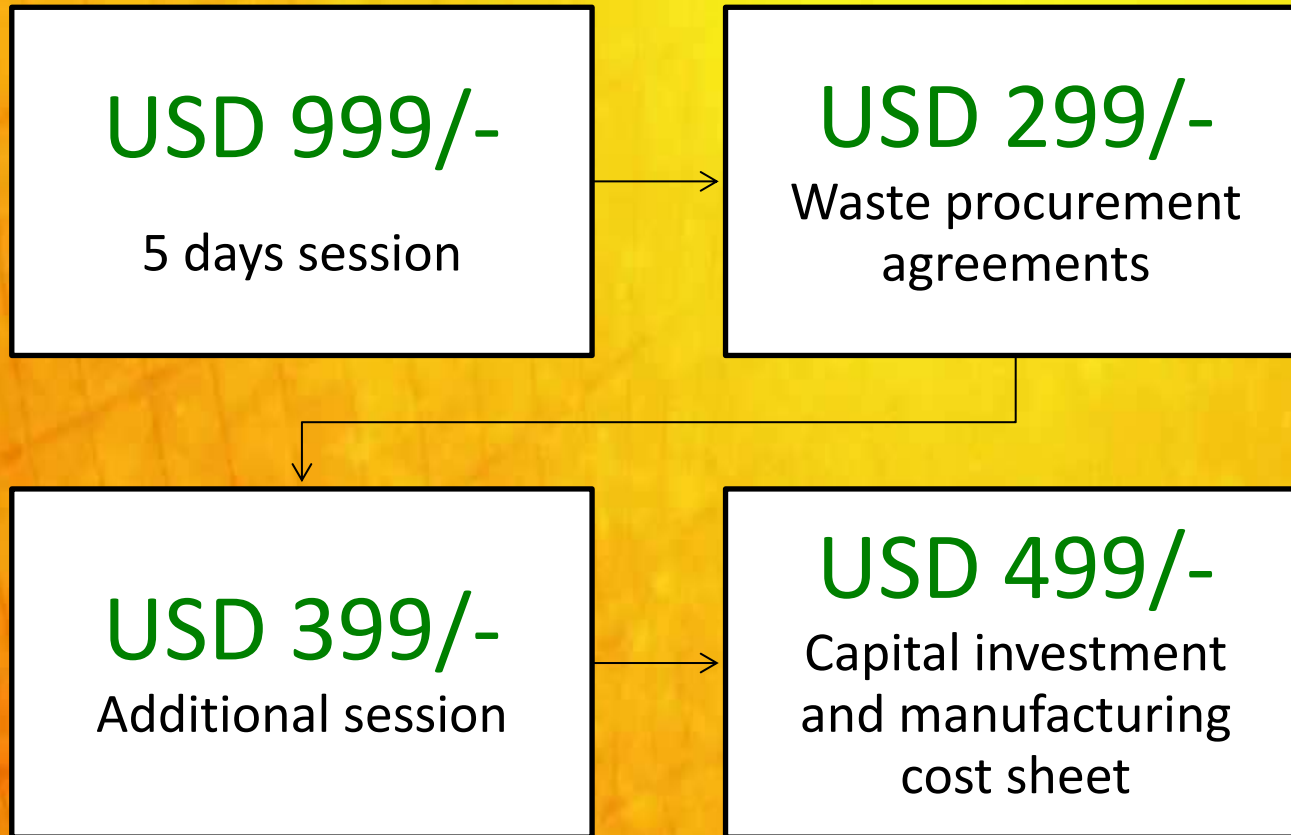 USD 999/-
5 days session
USD 299/-
Waste procurement
agreements
USD 399/-
Additional session
USD 499/-
Capital investment
and manufacturing
cost sheet